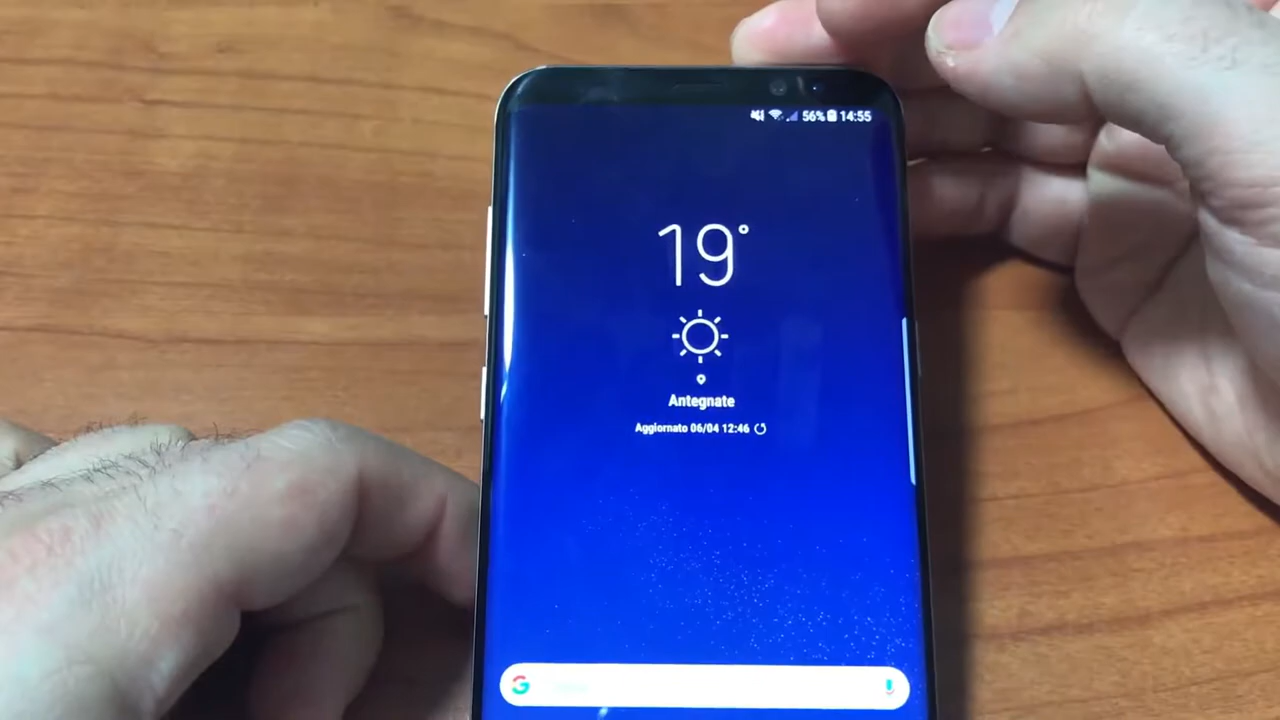 56% 14:55
19°
Antegnate
Aggiornato 06/04 12:46
G